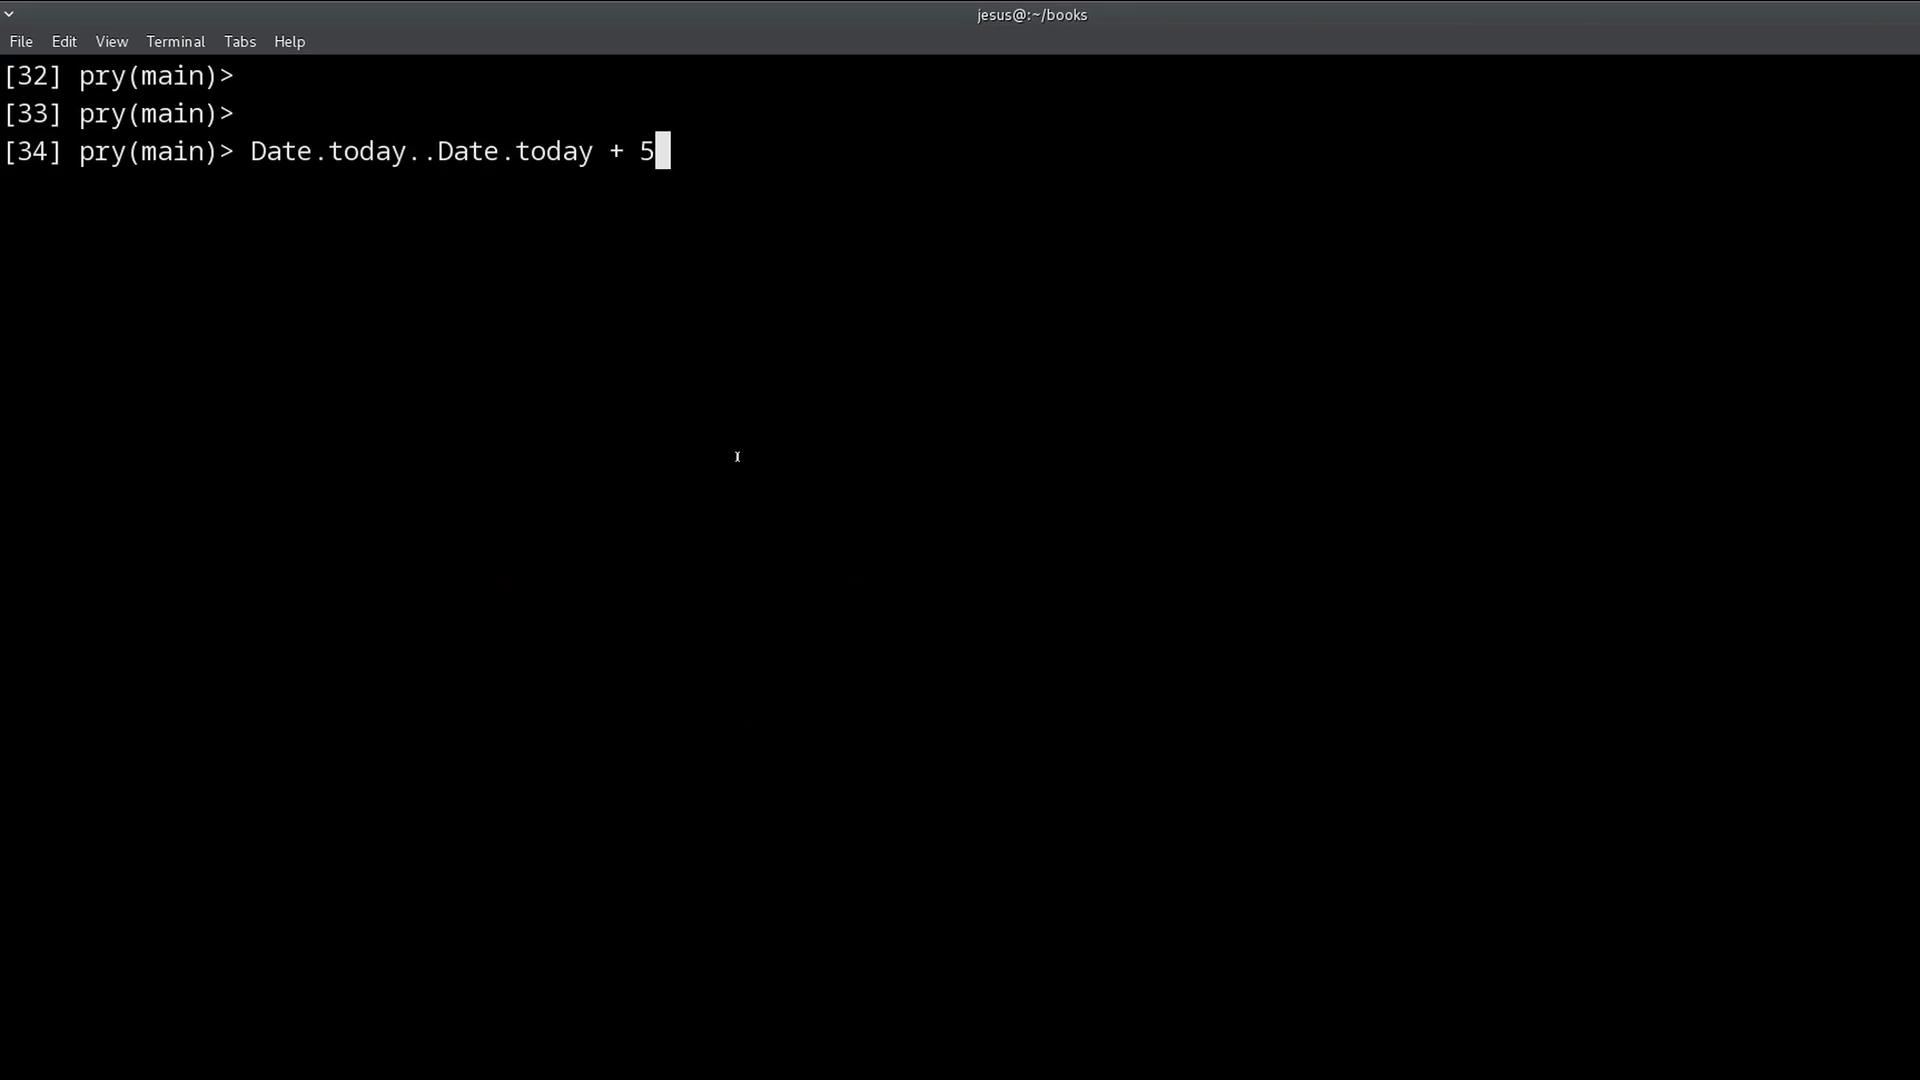 jesus@:~/books
File Edit View Terminal Tabs Help
[32] pry(main)>
[33] pry(main)>
[34] pry(main)> Date.today..Date.today + 5